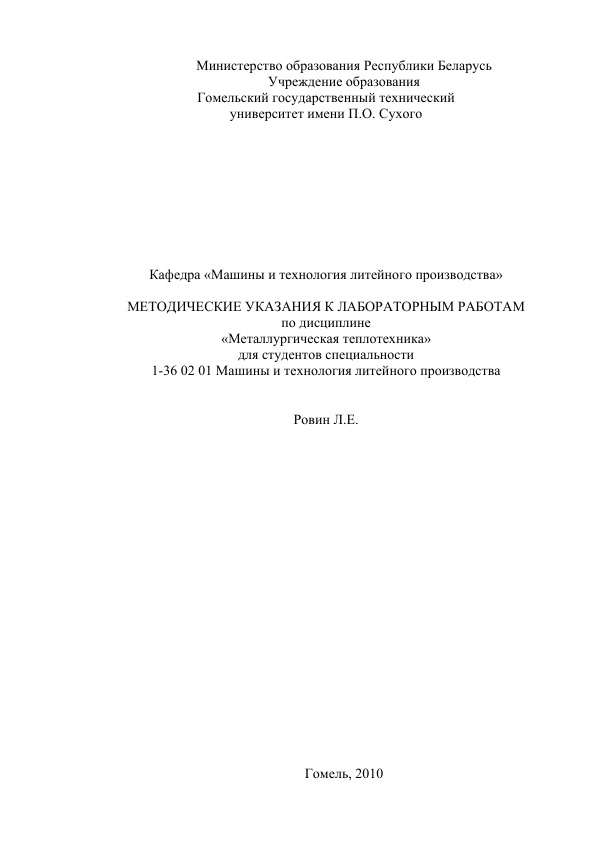 Министерство образования Республики Беларусь
Учреждение образования
Гомельский государственный технический
университет имени П.О. Сухого
Кафедра «Машины и технология литейного производства»
МЕТОДИЧЕСКИЕ УКАЗАНИЯ К ЛАБОРАТОРНЫМ РАБОТАМ
по дисциплине
«Металлургическая теплотехника»
для студентов специальности
1-36 02 01 Машины и технология литейного производства
Ровин Л.Е.
Гомель, 2010